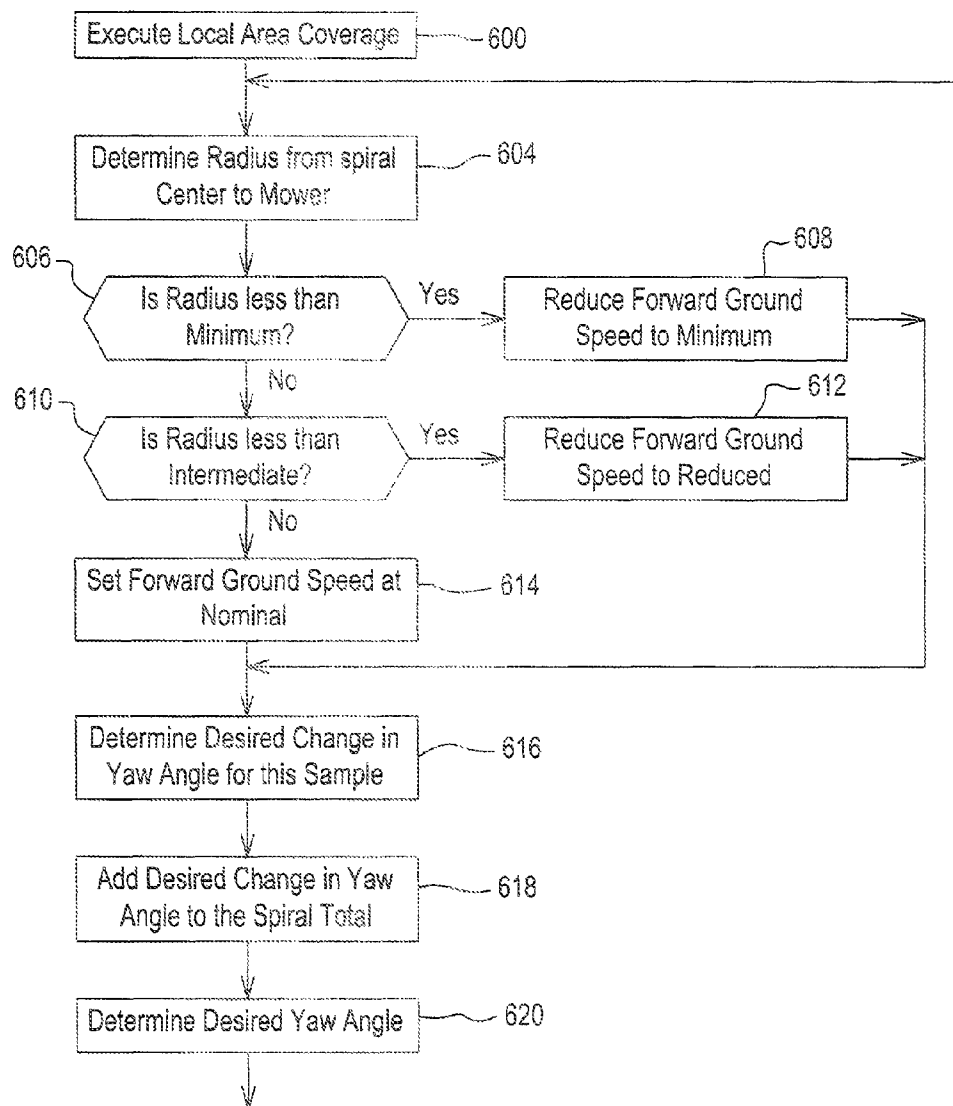 Execute Local Area Coverage
600
Determine Radius from spiral
Center to Mower
604
606
Is Radius less than
Minimum?
Yes
608
Reduce Forward Ground
Speed to Minimum
No
610
Is Radius less than
Intermediate?
Yes
612
Reduce Forward Ground
Speed to Reduced
No
Set Forward Ground Speed at
Nominal
614
Determine Desired Change in
Yaw Angle for this Sample
616
Add Desired Change in Yaw
Angle to the Spiral Total
618
Determine Desired Yaw Angle
620